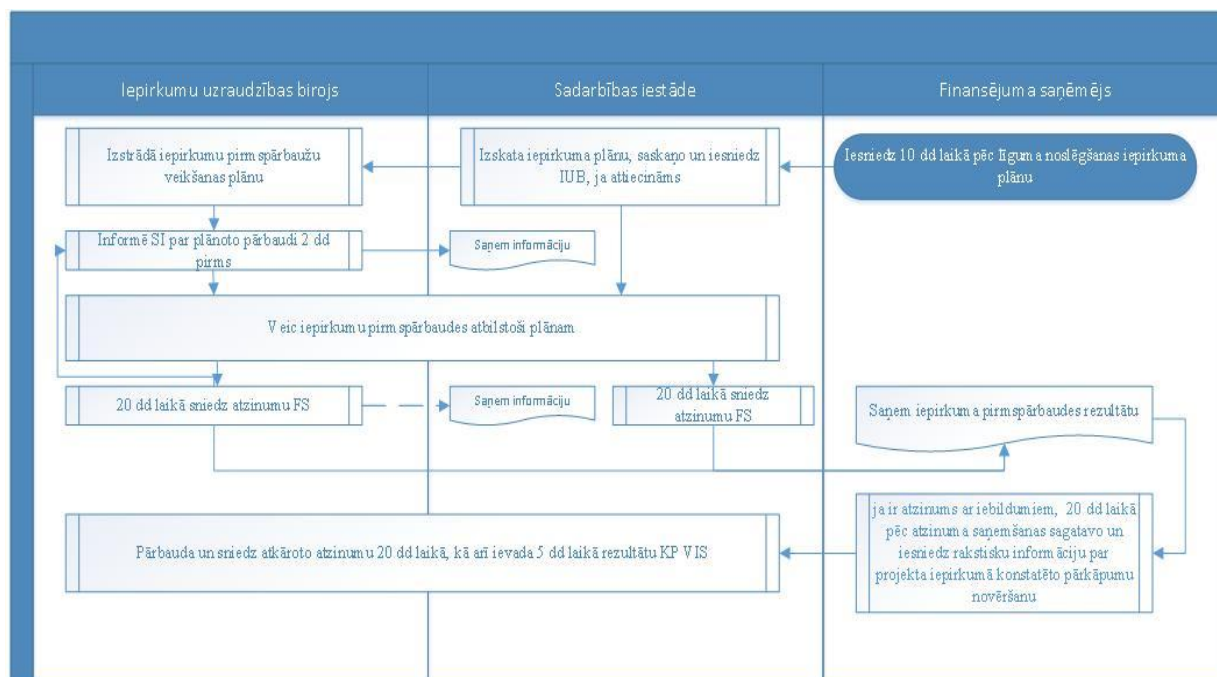 Iepirkumu uzraudzības birojs
Sadarbības iestāde
Finansējuma saņēmējs
Izstrādā iepirkumu pirmspārbaužu
veikšanas plānu
Izskata iepirkuma plānu, saskaņo un iesniedz
IUB, ja attiecināms
Iesniedz 10 dd laikā pēc līguma noslēgšanas iepirkuma
plānu
Informē SI par plānoto pārbaudi 2 dd
pirms
Saņem informāciju
Veic iepirkumu pirmspārbaudes atbilstoši plānam
20 dd laikā sniedz atzinumu FS
Saņem informāciju
20 dd laikā sniedz
atzinumu FS
Saņem iepirkuma pirmspārbaudes rezultātu
Pārbauda un sniedz atkāroto atzinumu 20 dd laikā, kā arī ievada 5 dd laikā rezultātu KP VIS
ja ir atzinums ar iebildumiem, 20 dd laikā
pēc atzinuma saņemšanas sagatavo un
iesniedz rakstisku informāciju par
projekta iepirkumā konstatēto pārkāpumu
novēršanu